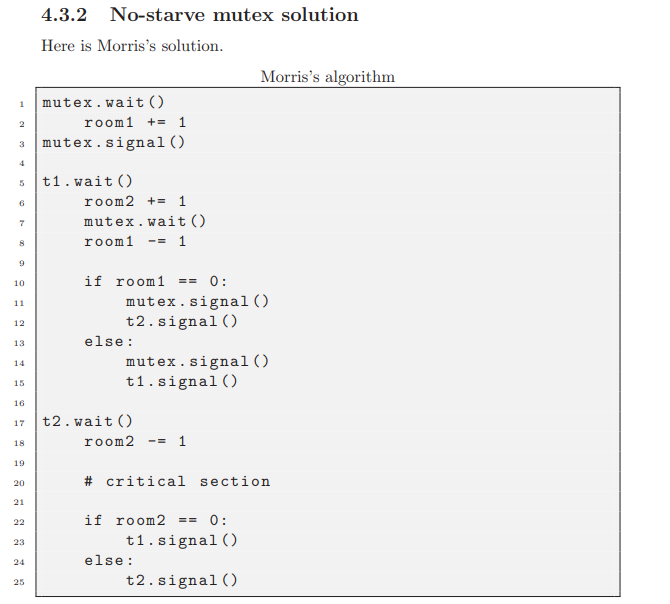 4.3.2 No-starve mutex solution
Here is Morris's solution.
Morris's algorithm
1 mutex.wait()
2 room1 += 1
3 mutex.signal()
4
5 t1.wait()
6 room2 += 1
7 mutex.wait()
8 room1 -= 1
9
10 if room1 == 0:
11 mutex.signal()
12 t2.signal()
13 else:
14 mutex.signal()
15 t1.signal()
16
17 t2.wait()
18 room2 -= 1
19
20 # critical section
21
22 if room2 == 0:
23 t1.signal()
24 else:
25 t2.signal()